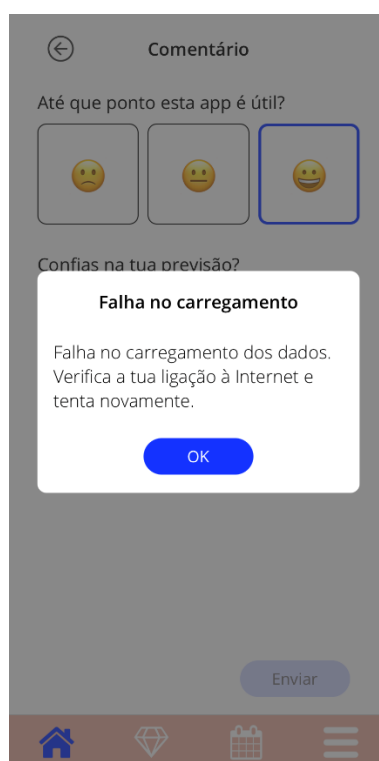 Comentário
Até que ponto esta app é útil?
Confias na tua previsão?
Falha no carregamento
Falha no carregamento dos dados.
Verifica a tua ligação à Internet e
tenta novamente.
OK
Enviar